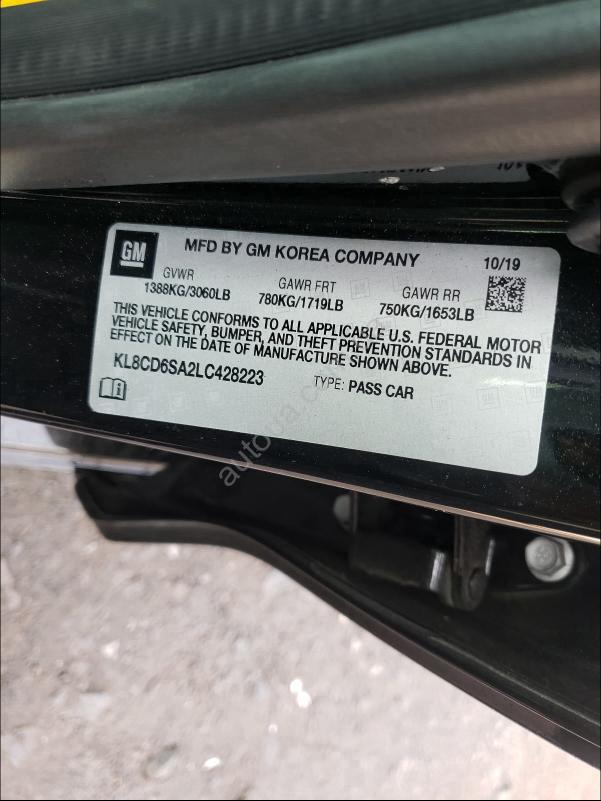 GM
MFD BY GM KOREA COMPANY
10/19
GVWR
GAWR FRT
GAWR RR
1388KG/3060LB
780KG/1719LB
750KG/1653LB
THIS VEHICLE CONFORMS TO ALL APPLICABLE U.S. FEDERAL MOTOR
VEHICLE SAFETY, BUMPER, AND THEFT PREVENTION STANDARDS IN
EFFECT ON THE DATE OF MANUFACTURE SHOWN ABOVE.
KL8CD6SA2LC428223
TYPE: PASS CAR